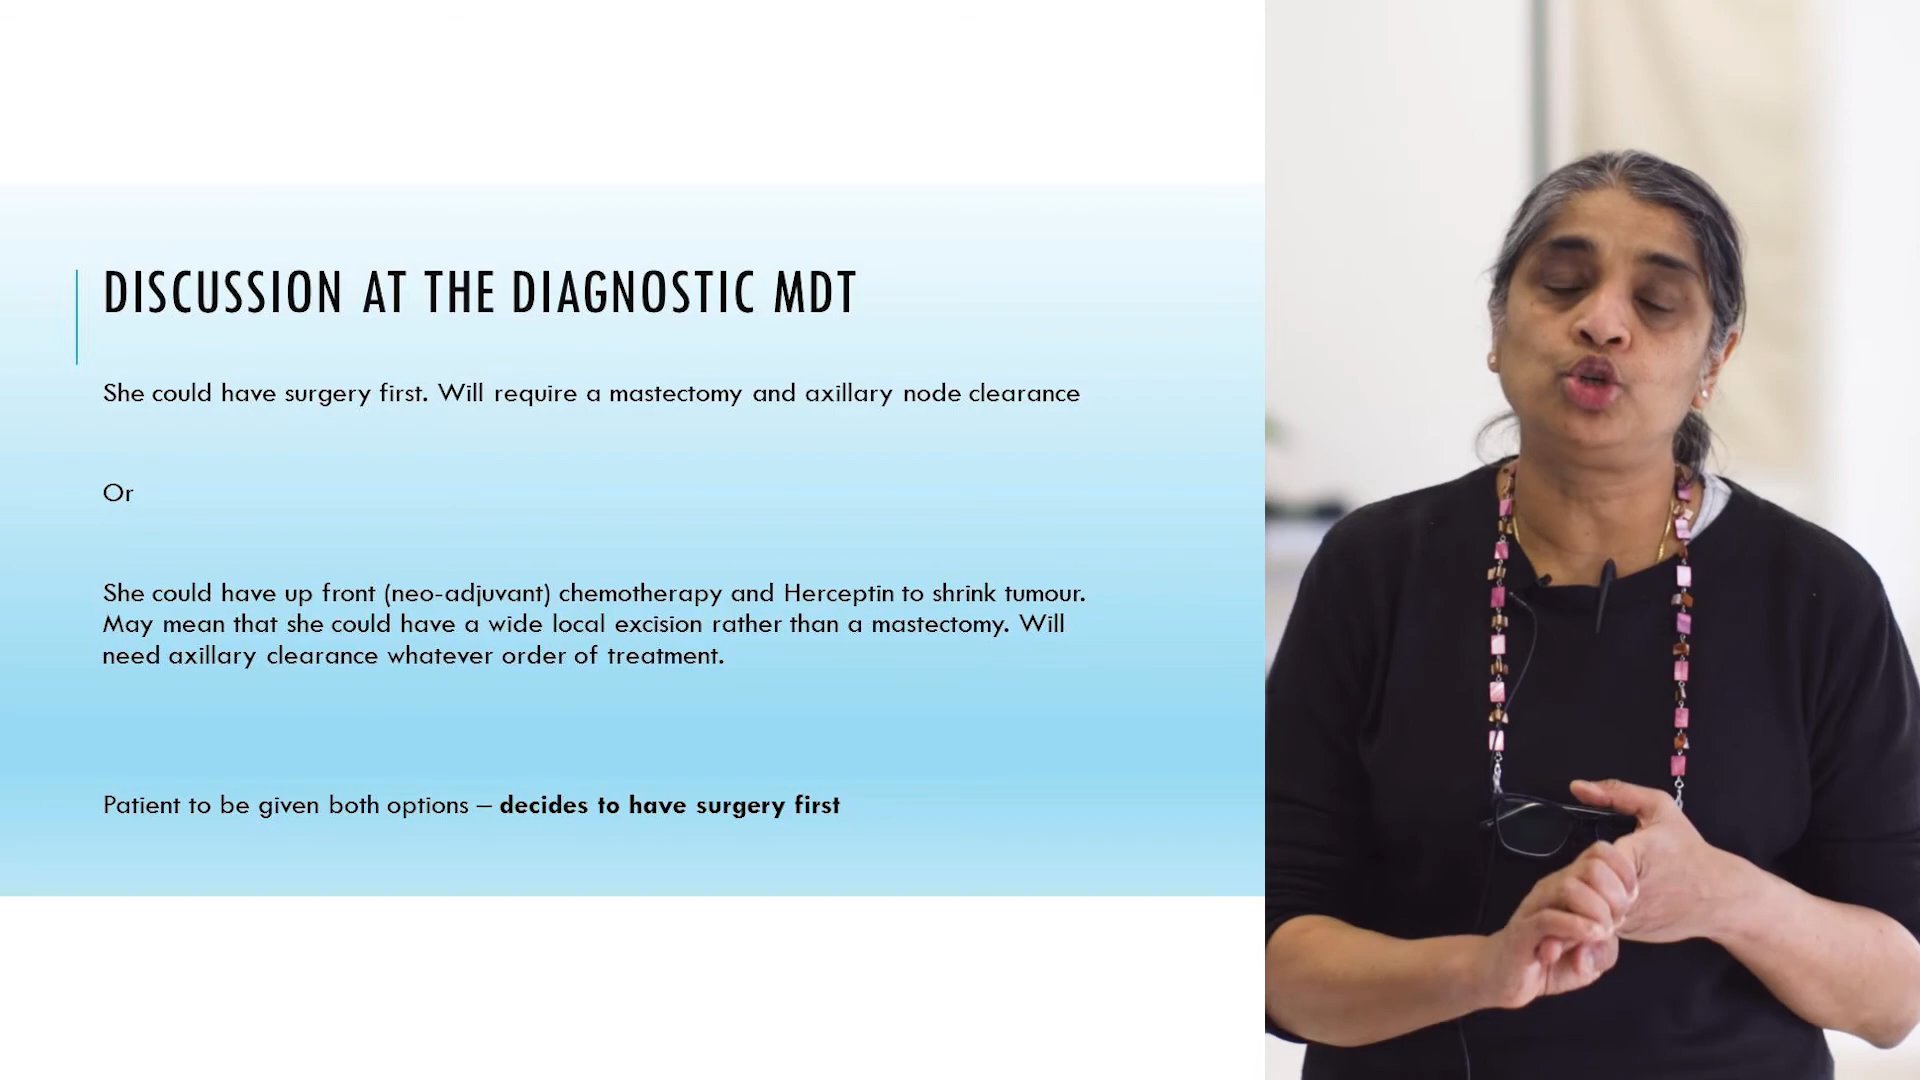 DISCUSSION AT THE DIAGNOSTIC MDT
She could have surgery first. Will require a mastectomy and axillary node clearance
Or
She could have up front (neo-adjuvant) chemotherapy and Herceptin to shrink tumour.
May mean that she could have a wide local excision rather than a mastectomy. Will
need axillary clearance whatever order of treatment.
Patient to be given both options – decides to have surgery first